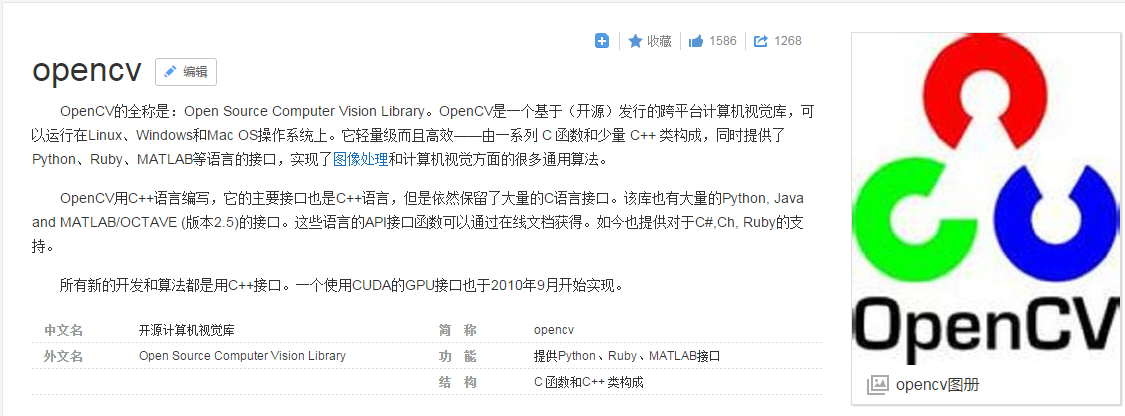 收藏 1586 1268
opencv 编辑
OpenCV的全称是：Open Source Computer Vision Library。OpenCV是一个基于（开源）发行的跨平台计算机视觉库，可
以运行在Linux、Windows和Mac OS操作系统上。它轻量级而且高效——由一系列 C 函数和少量 C++ 类构成，同时提供了
Python、Ruby、MATLAB等语言的接口，实现了图像处理和计算机视觉方面的很多通用算法。
OpenCV用C++语言编写，它的主要接口也是C++语言，但是依然保留了大量的C语言接口。该库也有大量的Python, Java
and MATLAB/OCTAVE (版本2.5)的接口。这些语言的API接口函数可以通过在线文档获得。如今也提供对于C#,Ch, Ruby的支
持。
所有新的开发和算法都是用C++接口。一个使用CUDA的GPU接口也于2010年9月开始实现。
中文名 开源计算机视觉库 简 称 opencv
外文名 Open Source Computer Vision Library 功 能 提供Python、Ruby、MATLAB接口
结 构 C 函数和C++ 类构成
OpenCV
opencv图册